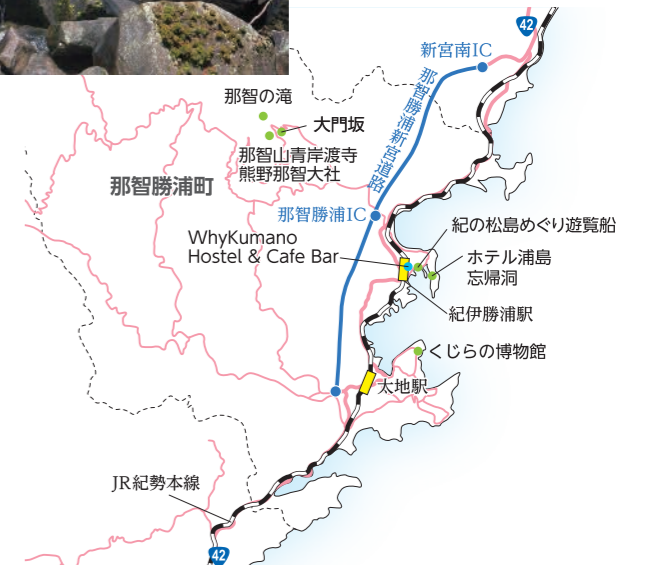 42
新宮南IC
那智勝浦新宮道路
那智の滝
大門坂
那智山青岸渡寺
熊野那智大社
那智勝浦町
那智勝浦IC
紀の松島めぐり遊覧船
WhyKumano
Hostel & Cafe Bar
ホテル浦島
忘帰洞
紀伊勝浦駅
くじらの博物館
太地駅
JR紀勢本線
42